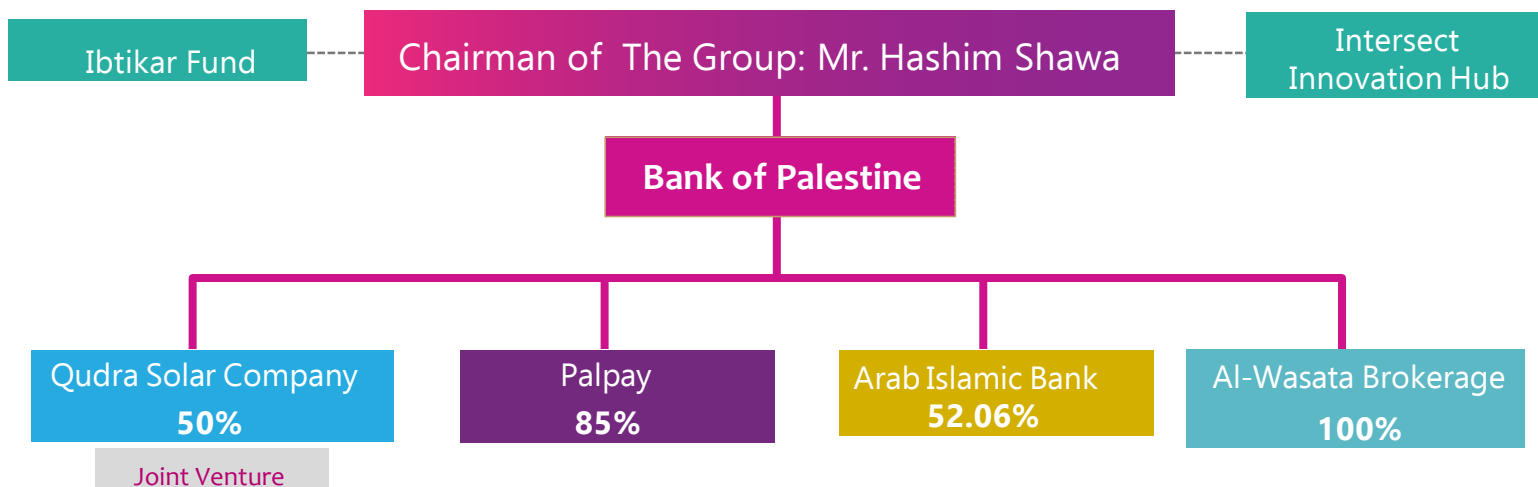 Ibtikar Fund
Chairman of The Group: Mr. Hashim Shawa
Intersect
Innovation Hub
Bank of Palestine
Qudra Solar Company
50%
Joint Venture
Palpay
85%
Arab Islamic Bank
52.06%
Al-Wasata Brokerage
100%